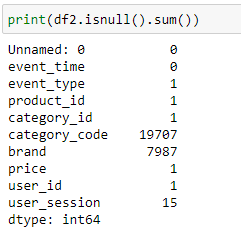 print(df2.isnull().sum())
Unnamed: 0 0
event_time 0
event_type 1
product_id 1
category_id 1
category_code 19707
brand 7987
price 1
user_id 1
user_session 15
dtype: int64